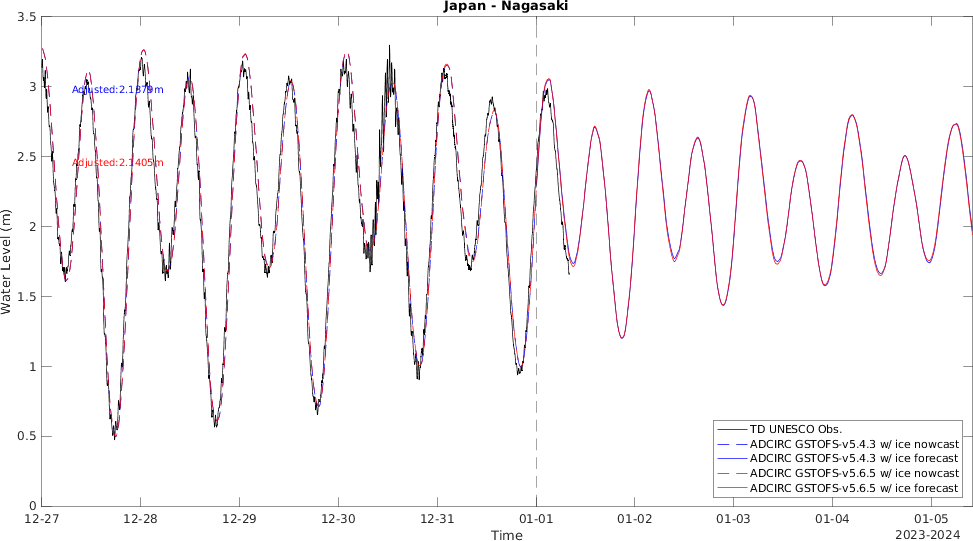 Japan - Nagasaki
Water Level (m)
3.5
3
2.5
2
1.5
1
0.5
0
Adjusted:2.1879m
Adjusted:2.1405m
TD UNESCO Obs.
ADCIRC GSTOFS-v5.4.3 w/ ice nowcast
ADCIRC GSTOFS-v5.4.3 w/ ice forecast
ADCIRC GSTOFS-v5.6.5 w/ ice nowcast
ADCIRC GSTOFS-v5.6.5 w/ ice forecast
12-27 12-28 12-29 12-30 12-31 01-01 01-02 01-03 01-04 01-05
Time
2023-2024